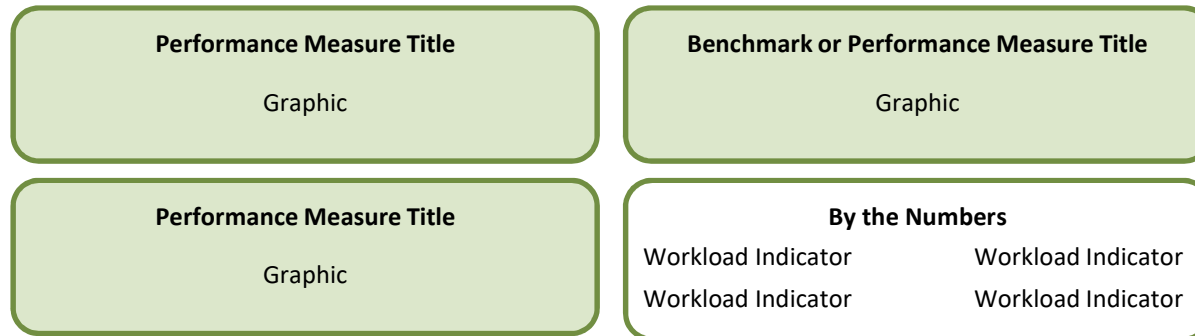 Performance Measure Title
Graphic
Benchmark or Performance Measure Title
Graphic
Performance Measure Title
Graphic
By the Numbers
Workload Indicator Workload Indicator
Workload Indicator Workload Indicator